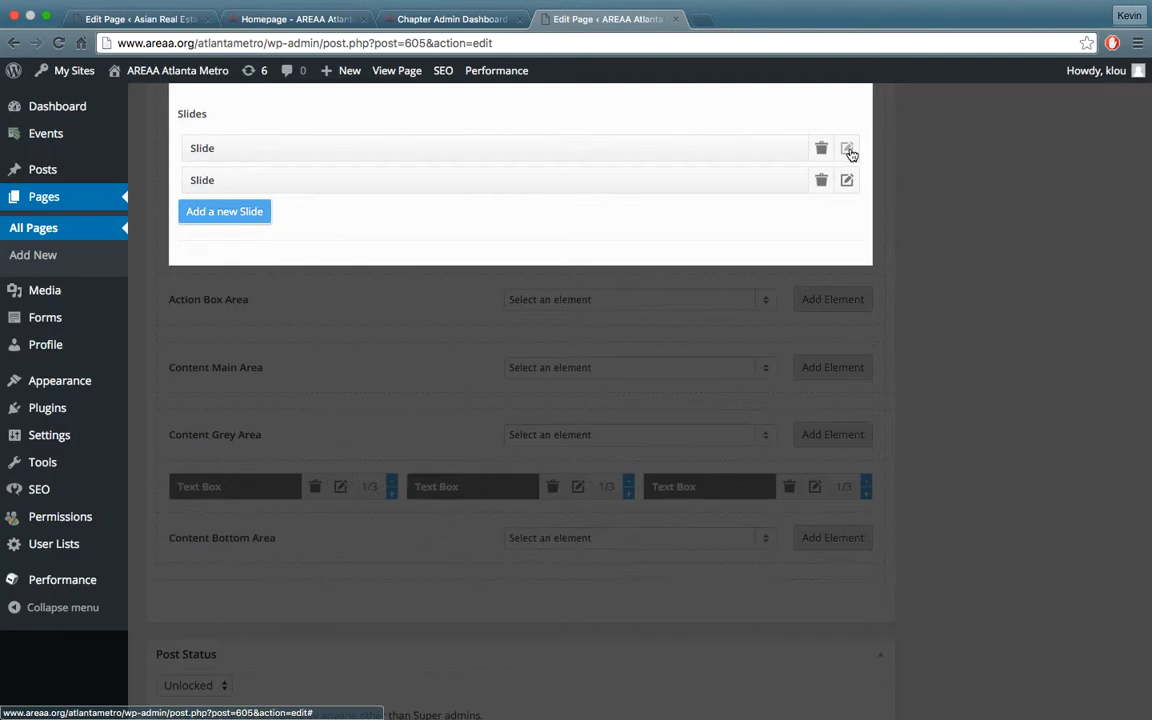 Edit Page ‹ Asian Real Esta
Homepage – AREAA Atlant
Chapter Admin Dashboard
Edit Page ‹ AREAA Atlanta
Kevin
www.areaa.org/atlantametro/wp-admin/post.php?post=605&action=edit
My Sites
AREAA Atlanta Metro
6
0
New
View Page
SEO
Performance
Howdy, klou
Dashboard
Events
Posts
Pages
All Pages
Add New
Media
Forms
Profile
Appearance
Plugins
Settings
Tools
SEO
Permissions
User Lists
Performance
Collapse menu
Slides
Slide
Slide
Add a new Slide
Action Box Area
Select an element
Add Element
Content Main Area
Select an element
Add Element
Content Grey Area
Select an element
Add Element
Text Box
1/3
Text Box
1/3
Text Box
1/3
Content Bottom Area
Select an element
Add Element
Post Status
Unlocked
anyone other than Super admins.
www.areaa.org/atlantametro/wp-admin/post.php?post=605&action=edit#